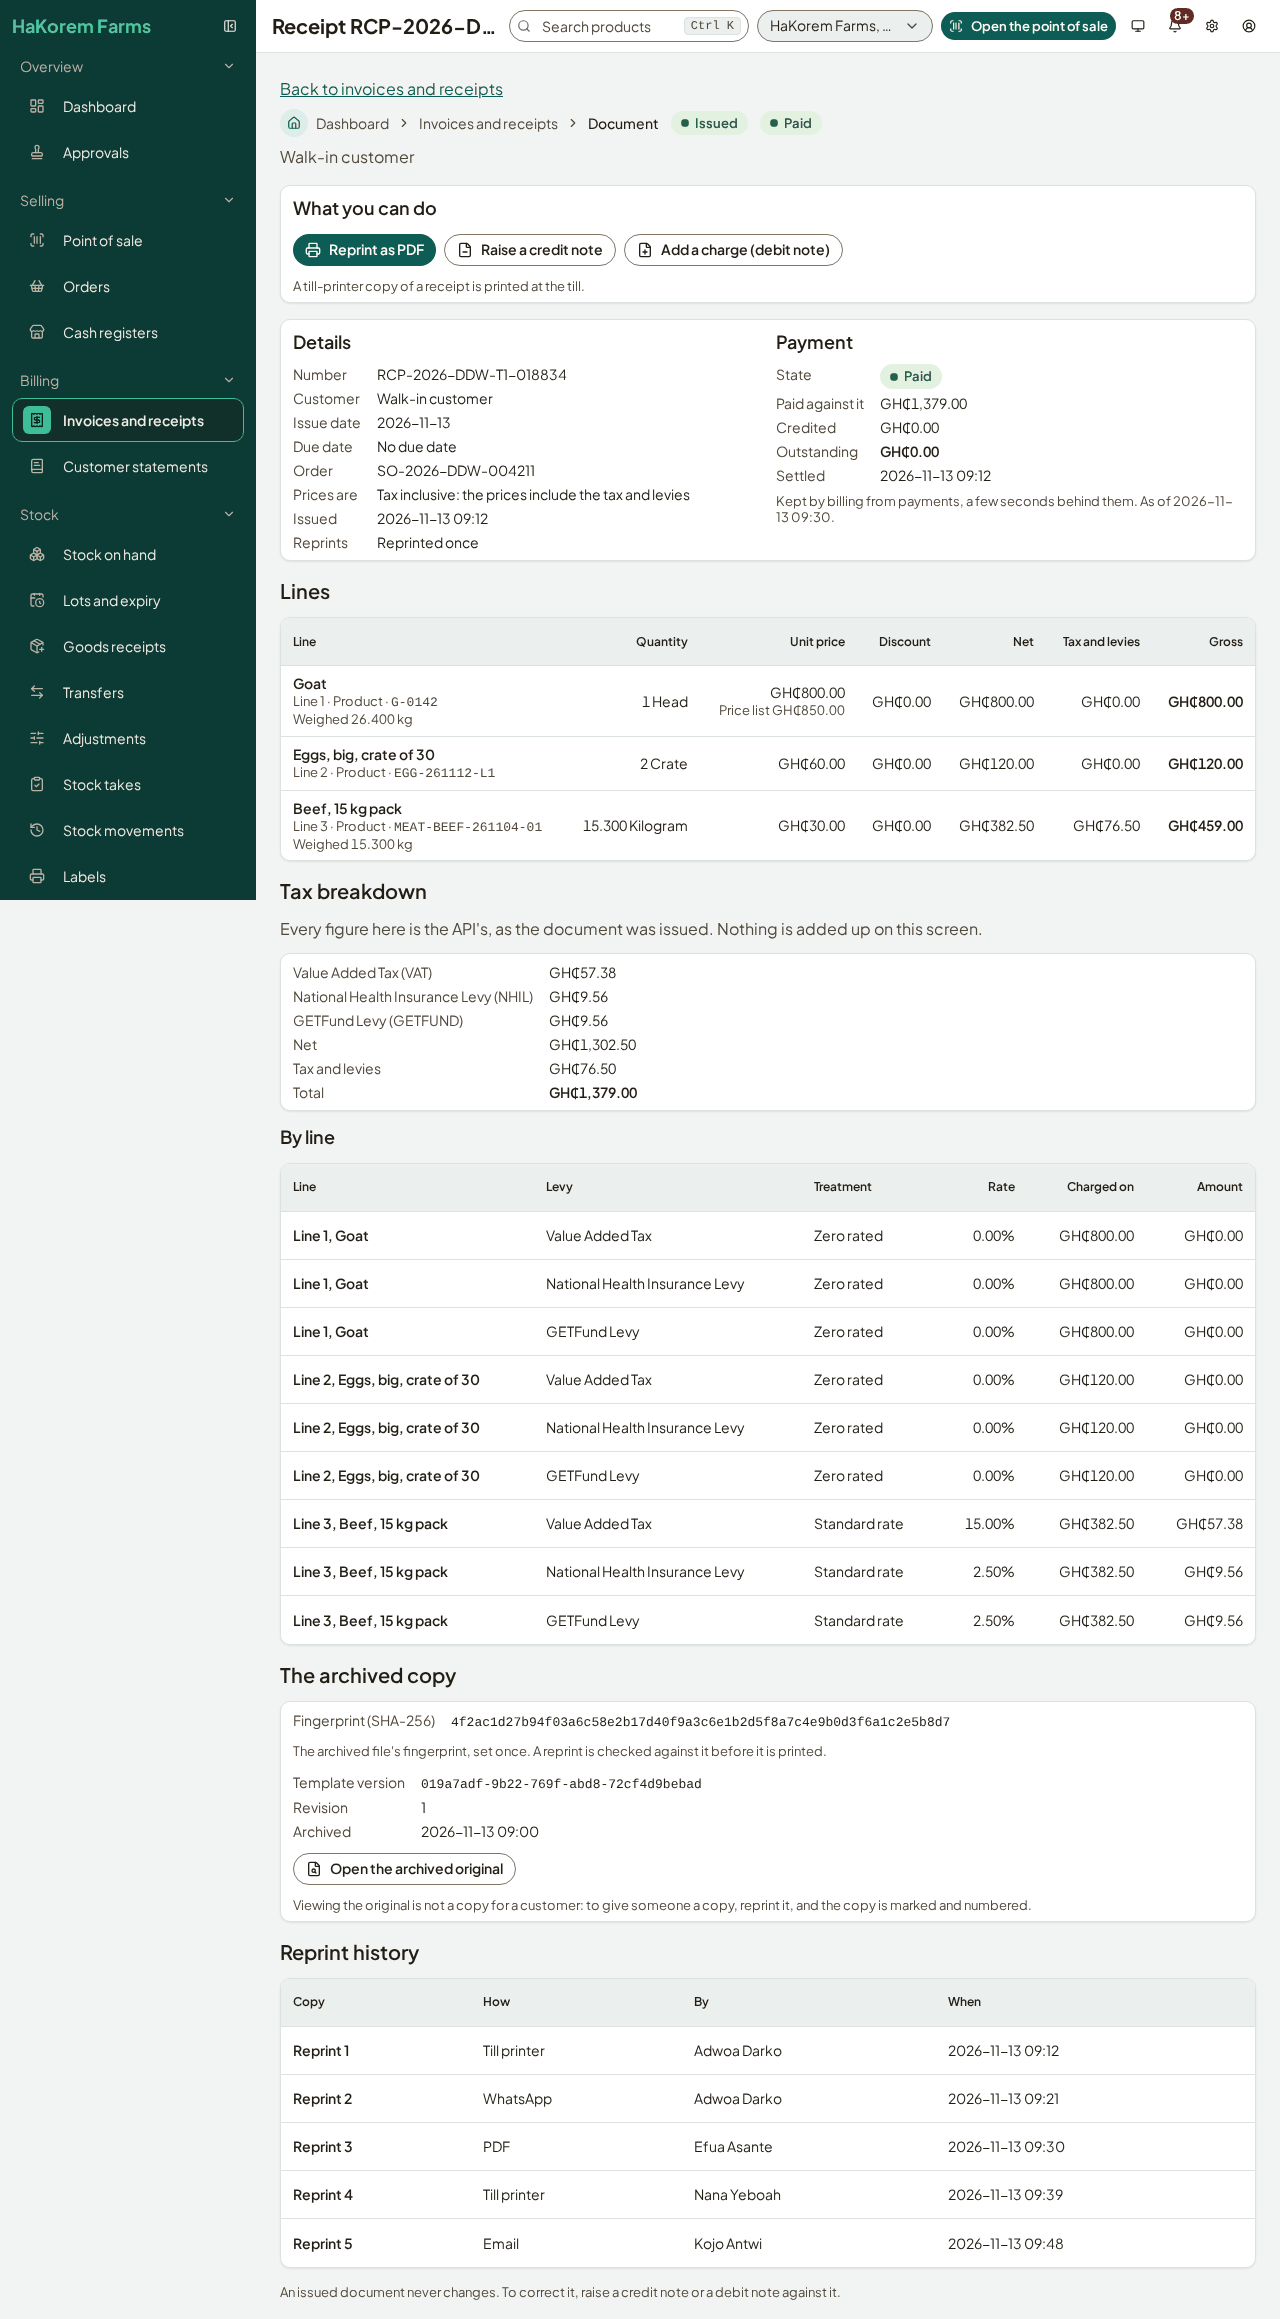 HaKorem Farms
Overview
Dashboard
Approvals
Selling
Point of sale
Orders
Cash registers
Billing
Invoices and receipts
Customer statements
Stock
Stock on hand
Lots and expiry
Goods receipts
Transfers
Adjustments
Stock takes
Stock movements
Labels
Receipt RCP-2026-D...
Search products
Ctrl K
HaKorem Farms, ...
Open the point of sale
8+
Back to invoices and receipts
Dashboard > Invoices and receipts > Document
Issued
Paid
Walk-in customer
What you can do
Reprint as PDF
Raise a credit note
Add a charge (debit note)
A till-printer copy of a receipt is printed at the till.
Details
Number RCP-2026-DDW-T1-018834
Customer Walk-in customer
Issue date 2026-11-13
Due date No due date
Order SO-2026-DDW-004211
Prices are Tax inclusive: the prices include the tax and levies
Issued 2026-11-13 09:12
Reprints Reprinted once
Payment
State Paid
Paid against it GH₵1,379.00
Credited GH₵0.00
Outstanding GH₵0.00
Settled 2026-11-13 09:12
Kept by billing from payments, a few seconds behind them. As of 2026-11-
13 09:30.
Lines
Line Quantity Unit price Discount Net Tax and levies Gross
Goat
Line 1 · Product · G-0142
Weighed 26.400 kg
1 Head
GH₵800.00
Price list GH₵850.00
GH₵0.00 GH₵800.00 GH₵0.00 GH₵800.00
Eggs, big, crate of 30
Line 2 · Product · EGG-261112-L1
2 Crate GH₵60.00 GH₵0.00 GH₵120.00 GH₵0.00 GH₵120.00
Beef, 15 kg pack
Line 3 · Product · MEAT-BEEF-261104-01
Weighed 15.300 kg
15.300 Kilogram GH₵30.00 GH₵0.00 GH₵382.50 GH₵76.50 GH₵459.00
Tax breakdown
Every figure here is the API's, as the document was issued. Nothing is added up on this screen.
Value Added Tax (VAT) GH₵57.38
National Health Insurance Levy (NHIL) GH₵9.56
GETFund Levy (GETFUND) GH₵9.56
Net GH₵1,302.50
Tax and levies GH₵76.50
Total GH₵1,379.00
By line
Line Levy Treatment Rate Charged on Amount
Line 1, Goat Value Added Tax Zero rated 0.00% GH₵800.00 GH₵0.00
Line 1, Goat National Health Insurance Levy Zero rated 0.00% GH₵800.00 GH₵0.00
Line 1, Goat GETFund Levy Zero rated 0.00% GH₵800.00 GH₵0.00
Line 2, Eggs, big, crate of 30 Value Added Tax Zero rated 0.00% GH₵120.00 GH₵0.00
Line 2, Eggs, big, crate of 30 National Health Insurance Levy Zero rated 0.00% GH₵120.00 GH₵0.00
Line 2, Eggs, big, crate of 30 GETFund Levy Zero rated 0.00% GH₵120.00 GH₵0.00
Line 3, Beef, 15 kg pack Value Added Tax Standard rate 15.00% GH₵382.50 GH₵57.38
Line 3, Beef, 15 kg pack National Health Insurance Levy Standard rate 2.50% GH₵382.50 GH₵9.56
Line 3, Beef, 15 kg pack GETFund Levy Standard rate 2.50% GH₵382.50 GH₵9.56
The archived copy
Fingerprint (SHA-256) 4f2ac1d27b94f03a6c58e2b17d40f9a3c6e1b2d5f8a7c4e9b0d3f6a1c2e5b8d7
The archived file's fingerprint, set once. A reprint is checked against it before it is printed.
Template version 019a7adf-9b22-769f-abd8-72cf4d9bebad
Revision 1
Archived 2026-11-13 09:00
Open the archived original
Viewing the original is not a copy for a customer: to give someone a copy, reprint it, and the copy is marked and numbered.
Reprint history
Copy How By When
Reprint 1 Till printer Adwoa Darko 2026-11-13 09:12
Reprint 2 WhatsApp Adwoa Darko 2026-11-13 09:21
Reprint 3 PDF Efua Asante 2026-11-13 09:30
Reprint 4 Till printer Nana Yeboah 2026-11-13 09:39
Reprint 5 Email Kojo Antwi 2026-11-13 09:48
An issued document never changes. To correct it, raise a credit note or a debit note against it.